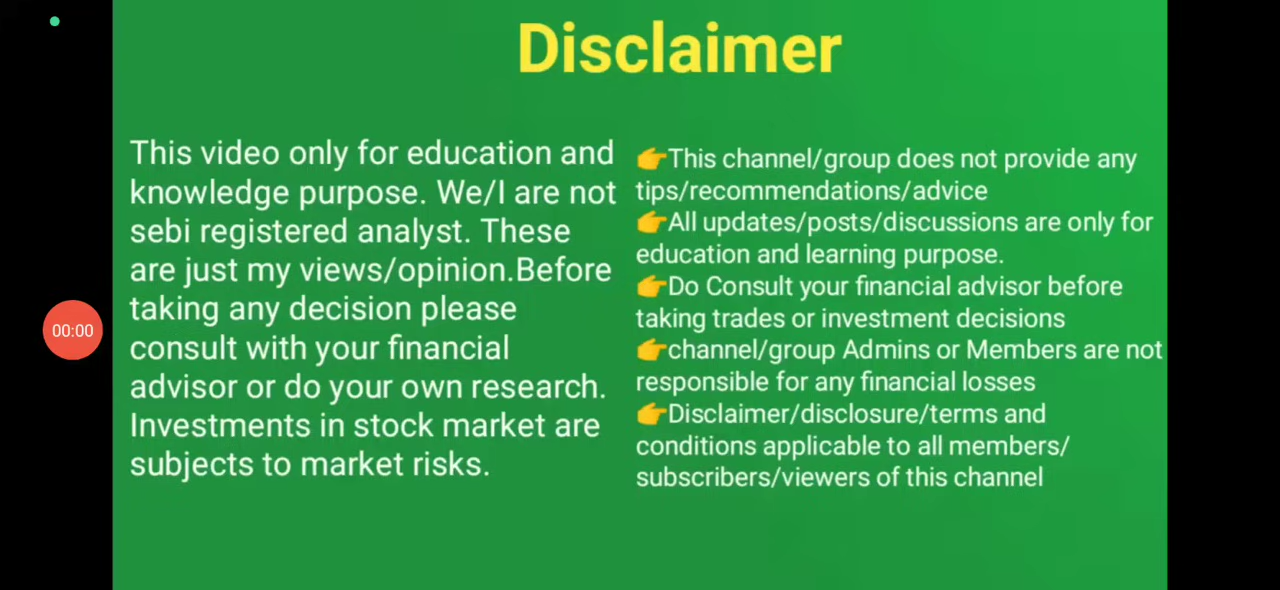 Disclaimer
This video only for education and
knowledge purpose. We/I are not
sebi registered analyst. These
are just my views/opinion.Before
taking any decision please
consult with your financial
advisor or do your own research.
Investments in stock market are
subjects to market risks.
👉This channel/group does not provide any
tips/recommendations/advice
👉All updates/posts/discussions are only for
education and learning purpose.
👉Do Consult your financial advisor before
taking trades or investment decisions
👉channel/group Admins or Members are not
responsible for any financial losses
👉Disclaimer/disclosure/terms and
conditions applicable to all members/
subscribers/viewers of this channel
00:00